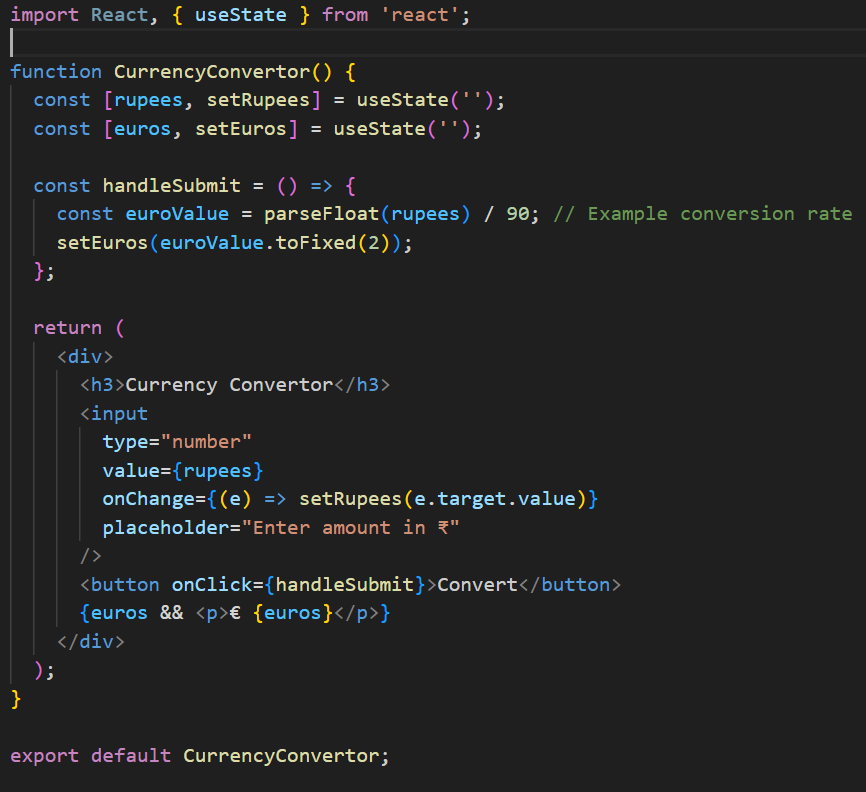 import React, { useState } from 'react';
function CurrencyConvertor() {
const [rupees, setRupees] = useState('');
const [euros, setEuros] = useState('');
const handleSubmit = () => {
const euroValue = parseFloat(rupees) / 90; // Example conversion rate
setEuros(euroValue.toFixed(2));
};
return (
<div>
<h3>Currency Convertor</h3>
<input
type="number"
value={rupees}
onChange={(e) => setRupees(e.target.value)}
placeholder="Enter amount in ₹"
/>
<button onClick={handleSubmit}>Convert</button>
{euros && <p>€ {euros}</p>}
</div>
);
}
export default CurrencyConvertor;